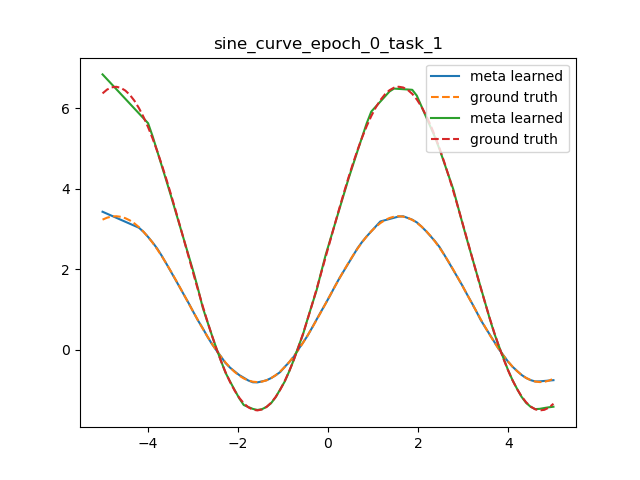 sine_curve_epoch_0_task_1
meta learned
ground truth
meta learned
ground truth
6
4
2
0
−4
−2
0
2
4